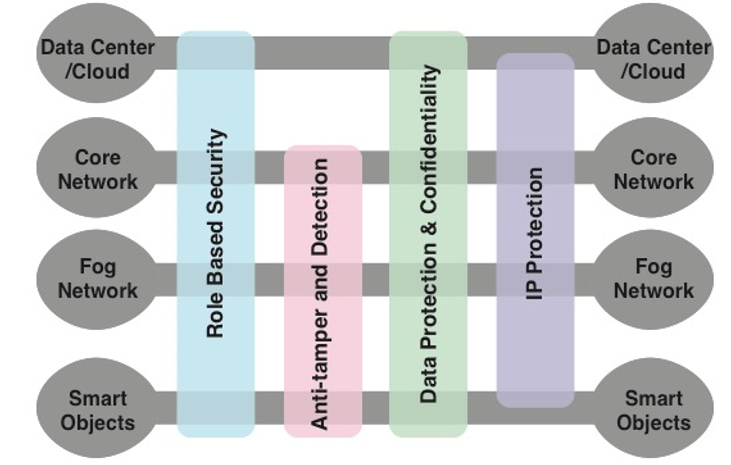 Data Center
/Cloud
Data Center
/Cloud
Core
Network
Core
Network
Fog
Network
Fog
Network
Smart
Objects
Smart
Objects
Role Based Security
Anti-tamper and Detection
Data Protection & Confidentiality
IP Protection